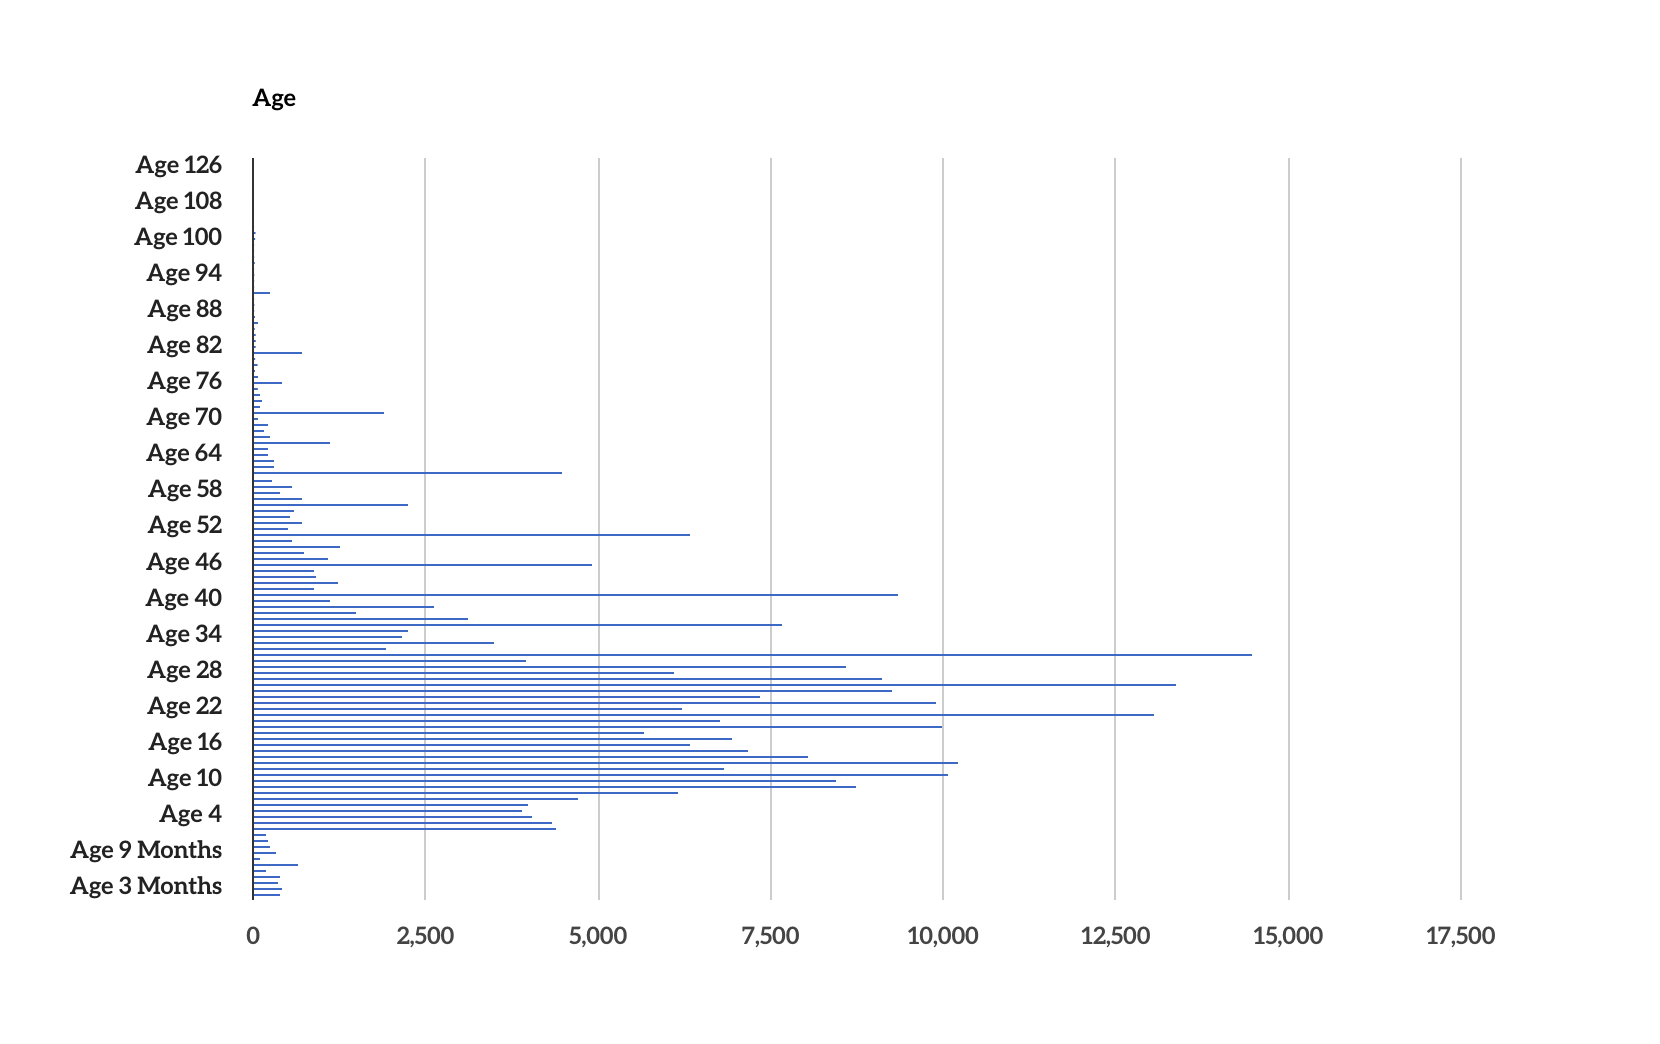 Age
Age 126
Age 108
Age 100
Age 94
Age 88
Age 82
Age 76
Age 70
Age 64
Age 58
Age 52
Age 46
Age 40
Age 34
Age 28
Age 22
Age 16
Age 10
Age 4
Age 9 Months
Age 3 Months
0 2,500 5,000 7,500 10,000 12,500 15,000 17,500